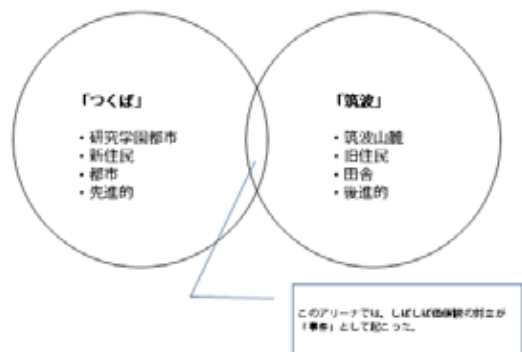 「つくば」
・研究学園都市
・新住民
・都市
・先進的
「筑波」
・筑波山麓
・旧住民
・田舎
・後進的
このアリーナでは、しばしば価値観の対立が
「事件」として起こった。